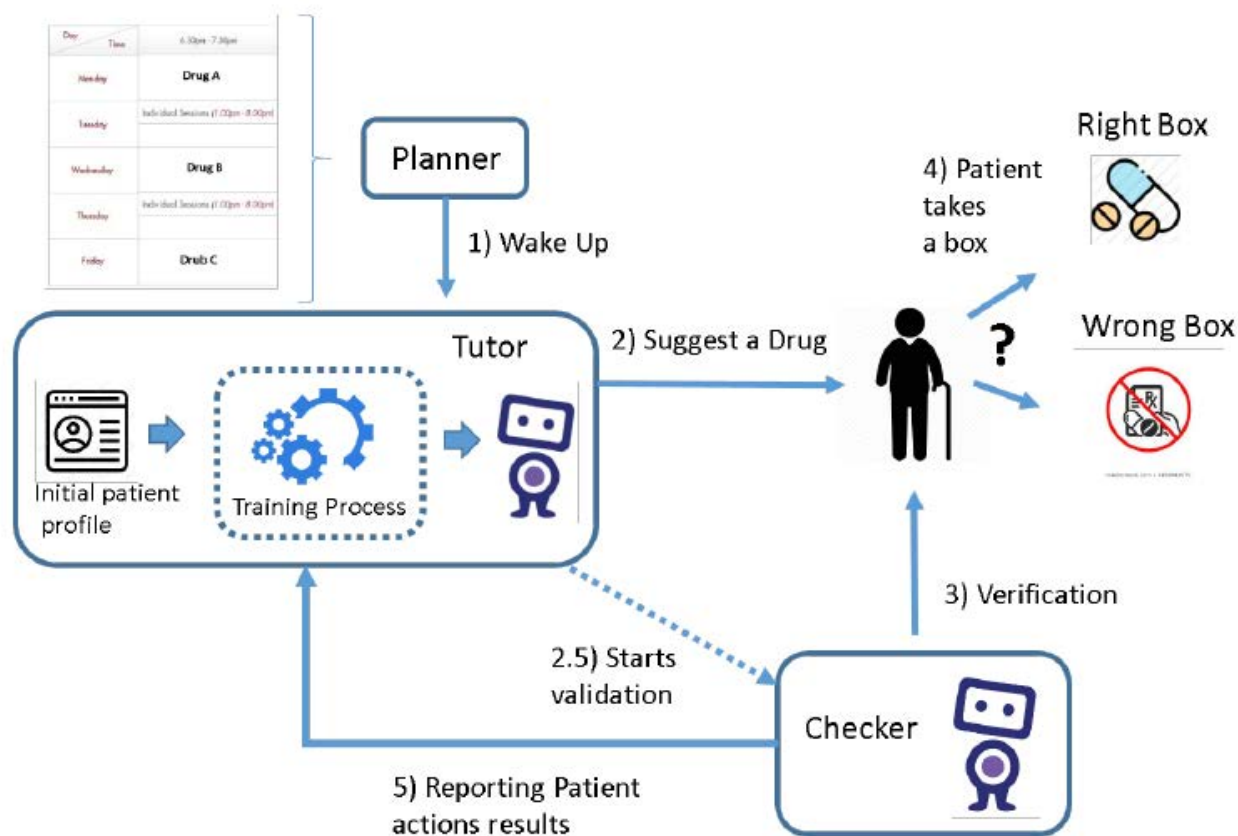 Day
Time
6.30pm - 7.30pm
Monday
Drug A
Tuesday
Individual Sessions (1.00pm - 8.00pm)
Wednesday
Drug B
Thursday
Individual Sessions (1.00pm - 8.00pm)
Friday
Drub C
Planner
1) Wake Up
Tutor
Initial patient
profile
Training Process
2) Suggest a Drug
4) Patient
takes
a box
Right Box
?
Wrong Box
Rx
3) Verification
2.5) Starts
validation
Checker
5) Reporting Patient
actions results